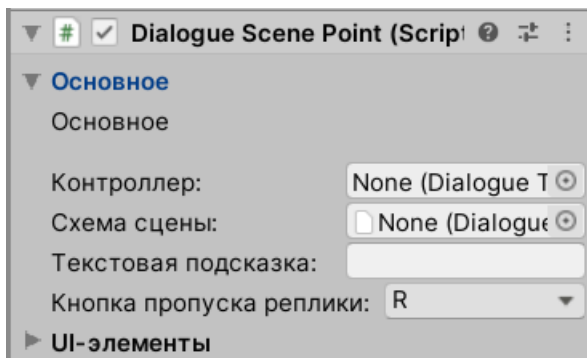 Dialogue Scene Point (Script
Основное
Основное
Контроллер: None (Dialogue T
Схема сцены: None (Dialogue
Текстовая подсказка:
Кнопка пропуска реплики: R
UI-элементы